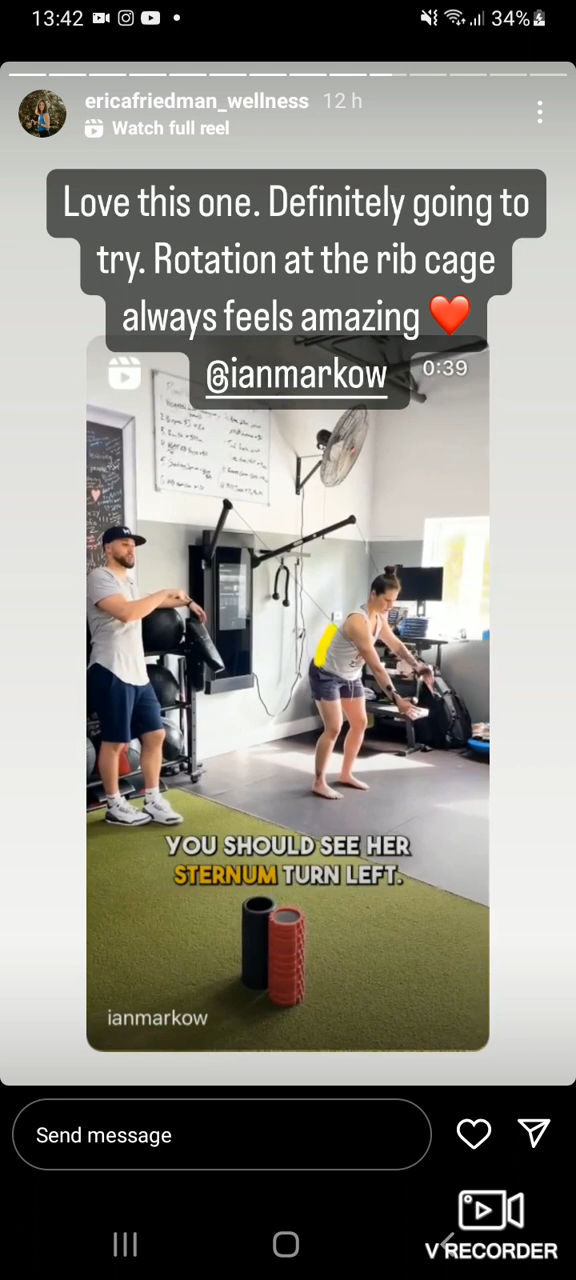 13:42
34%
ericafriedman_wellness 12 h
Watch full reel
Love this one. Definitely going to
try. Rotation at the rib cage
always feels amazing ❤️
@ianmarkow
0:39
YOU SHOULD SEE HER
STERNUM TURN LEFT.
ianmarkow
Send message
V RECORDER